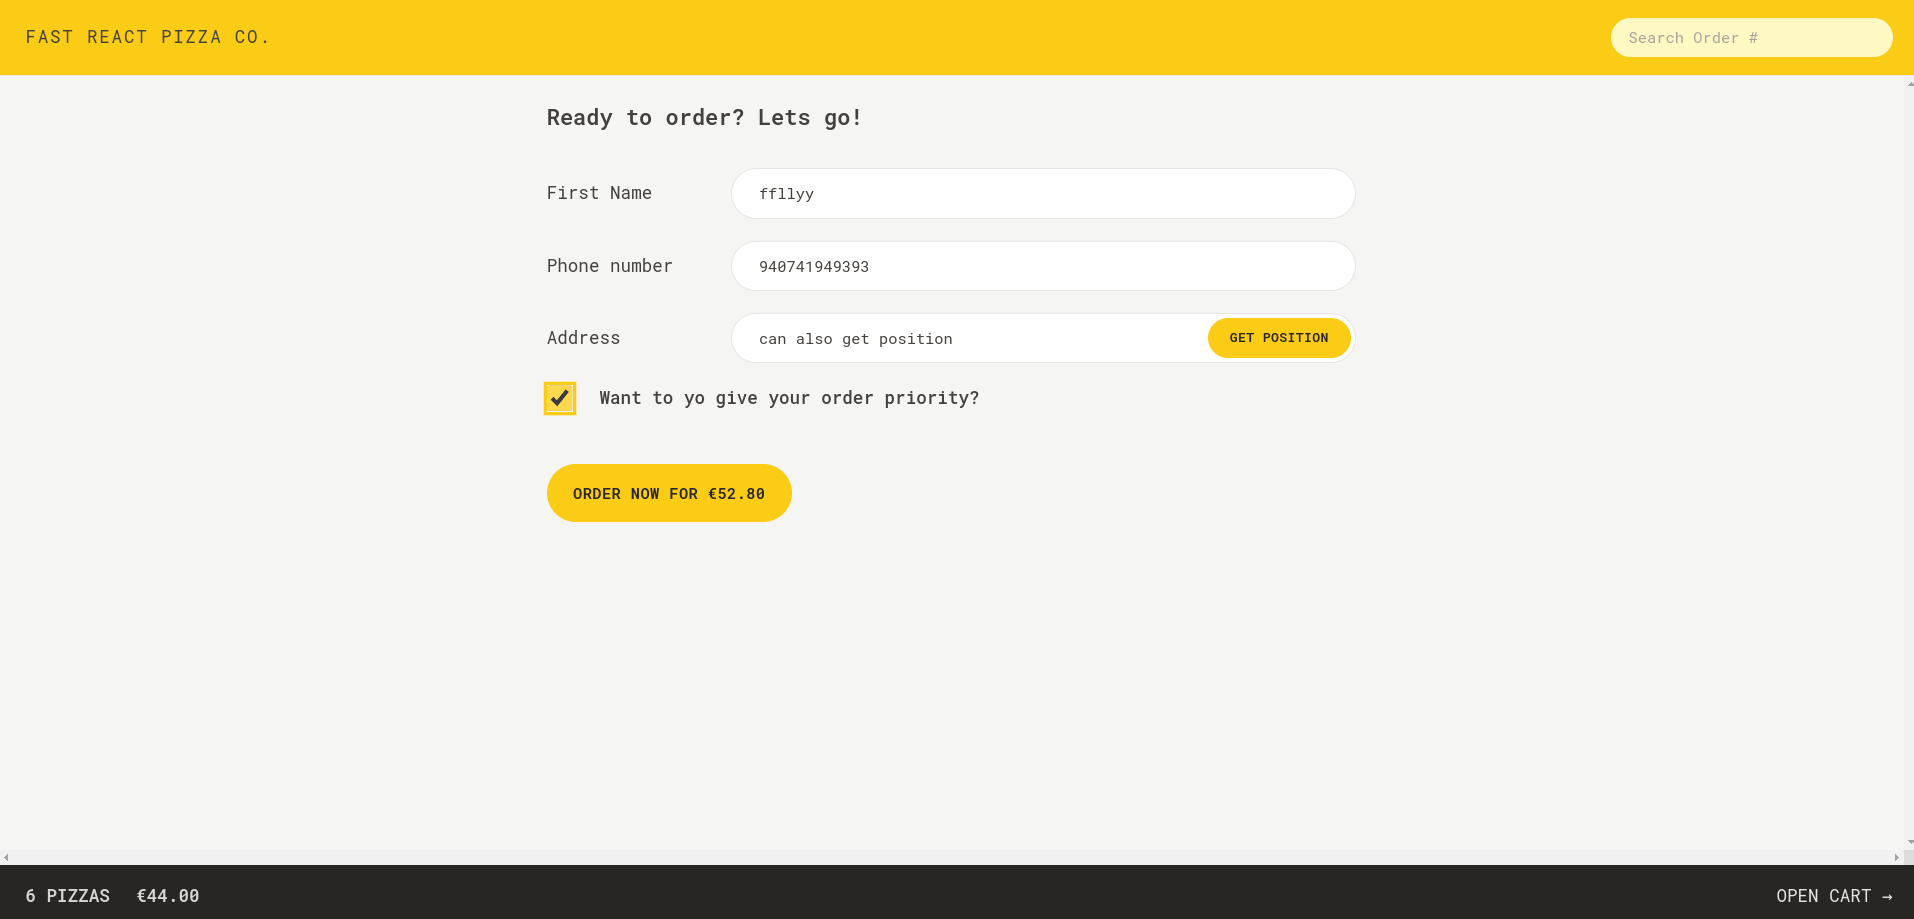 FAST REACT PIZZA CO.
Search Order #
Ready to order? Lets go!
First Name
ffllyy
Phone number
940741949393
Address
can also get position
GET POSITION
Want to yo give your order priority?
ORDER NOW FOR €52.80
6 PIZZAS €44.00
OPEN CART →